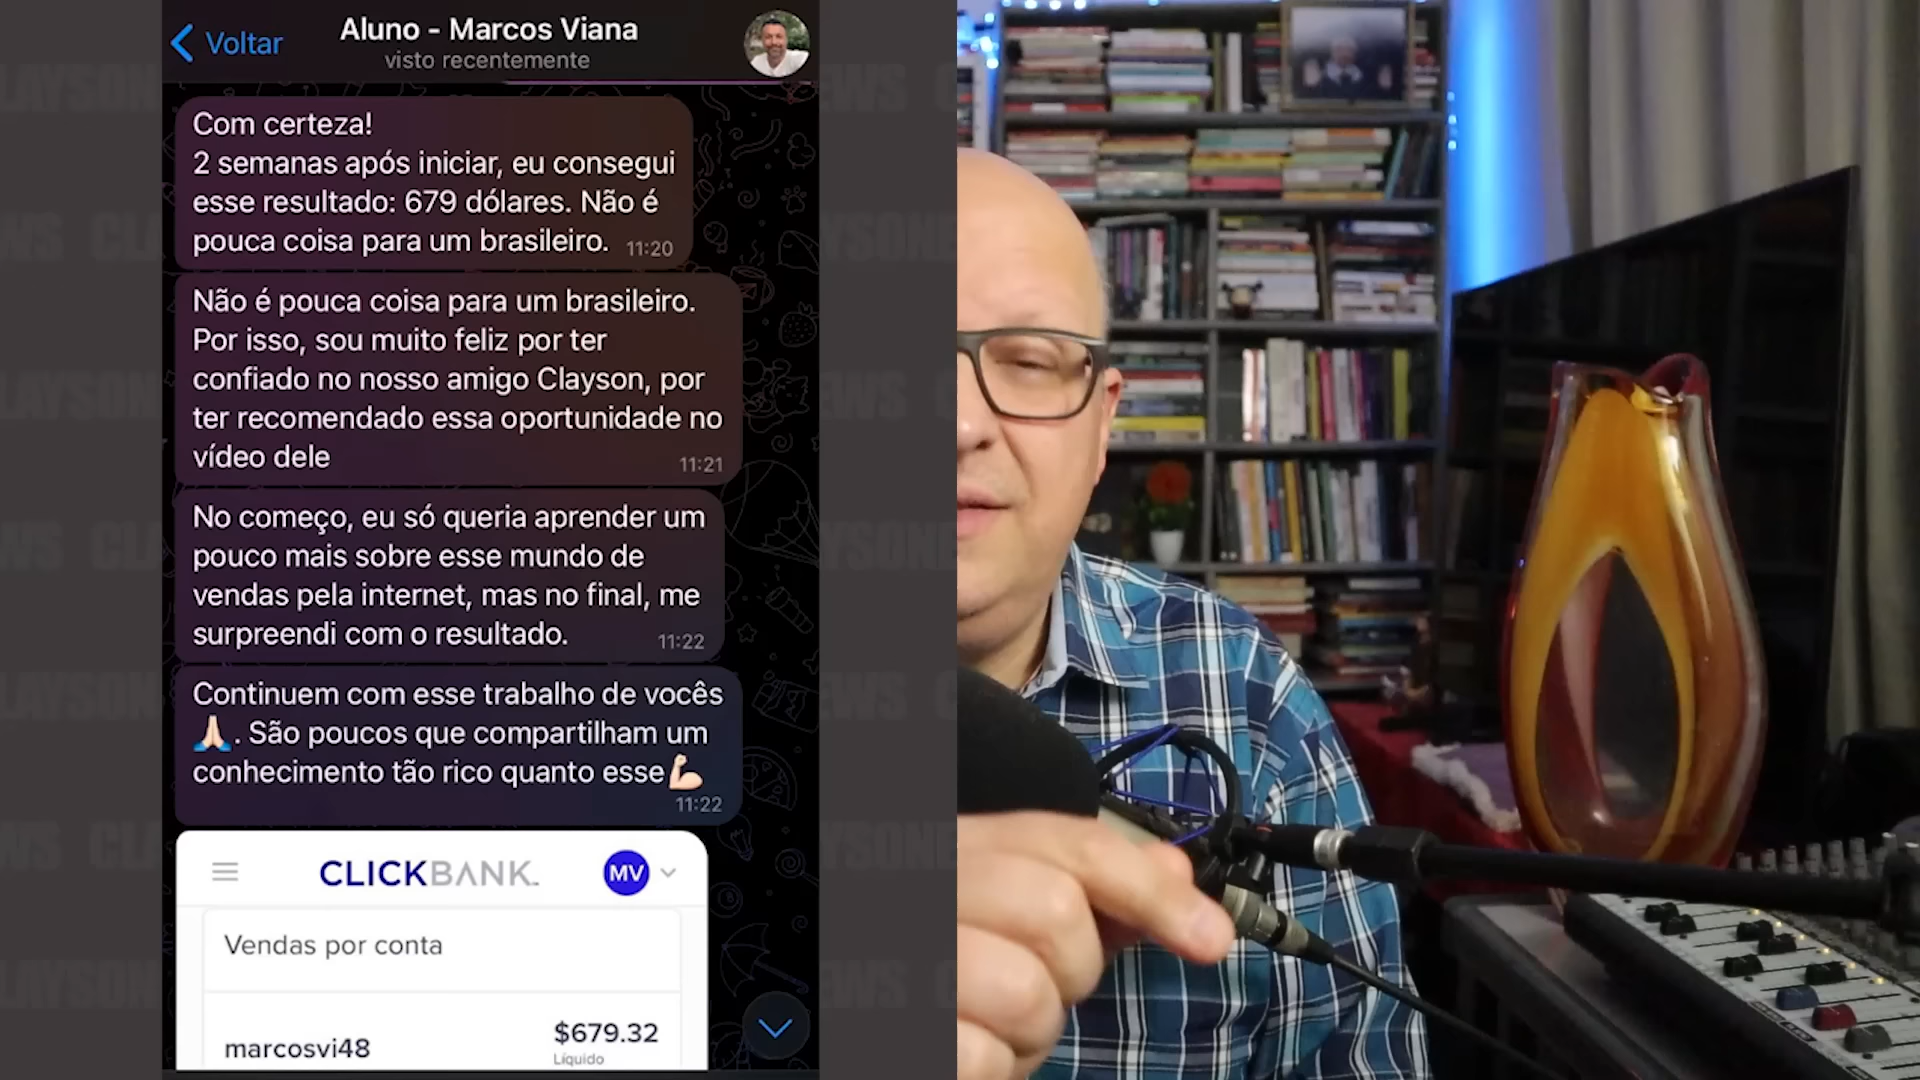 Voltar
Aluno - Marcos Viana
visto recentemente
Com certeza!
2 semanas após iniciar, eu consegui
esse resultado: 679 dólares. Não é
pouca coisa para um brasileiro. 11:20
Não é pouca coisa para um brasileiro.
Por isso, sou muito feliz por ter
confiado no nosso amigo Clayson, por
ter recomendado essa oportunidade no
vídeo dele 11:21
No começo, eu só queria aprender um
pouco mais sobre esse mundo de
vendas pela internet, mas no final, me
surpreendi com o resultado. 11:22
Continuem com esse trabalho de vocês
🙏🏻. São poucos que compartilham um
conhecimento tão rico quanto esse💪🏻
11:22
CLICKBANK.
MV
Vendas por conta
marcosvi48
$679.32
Líquido